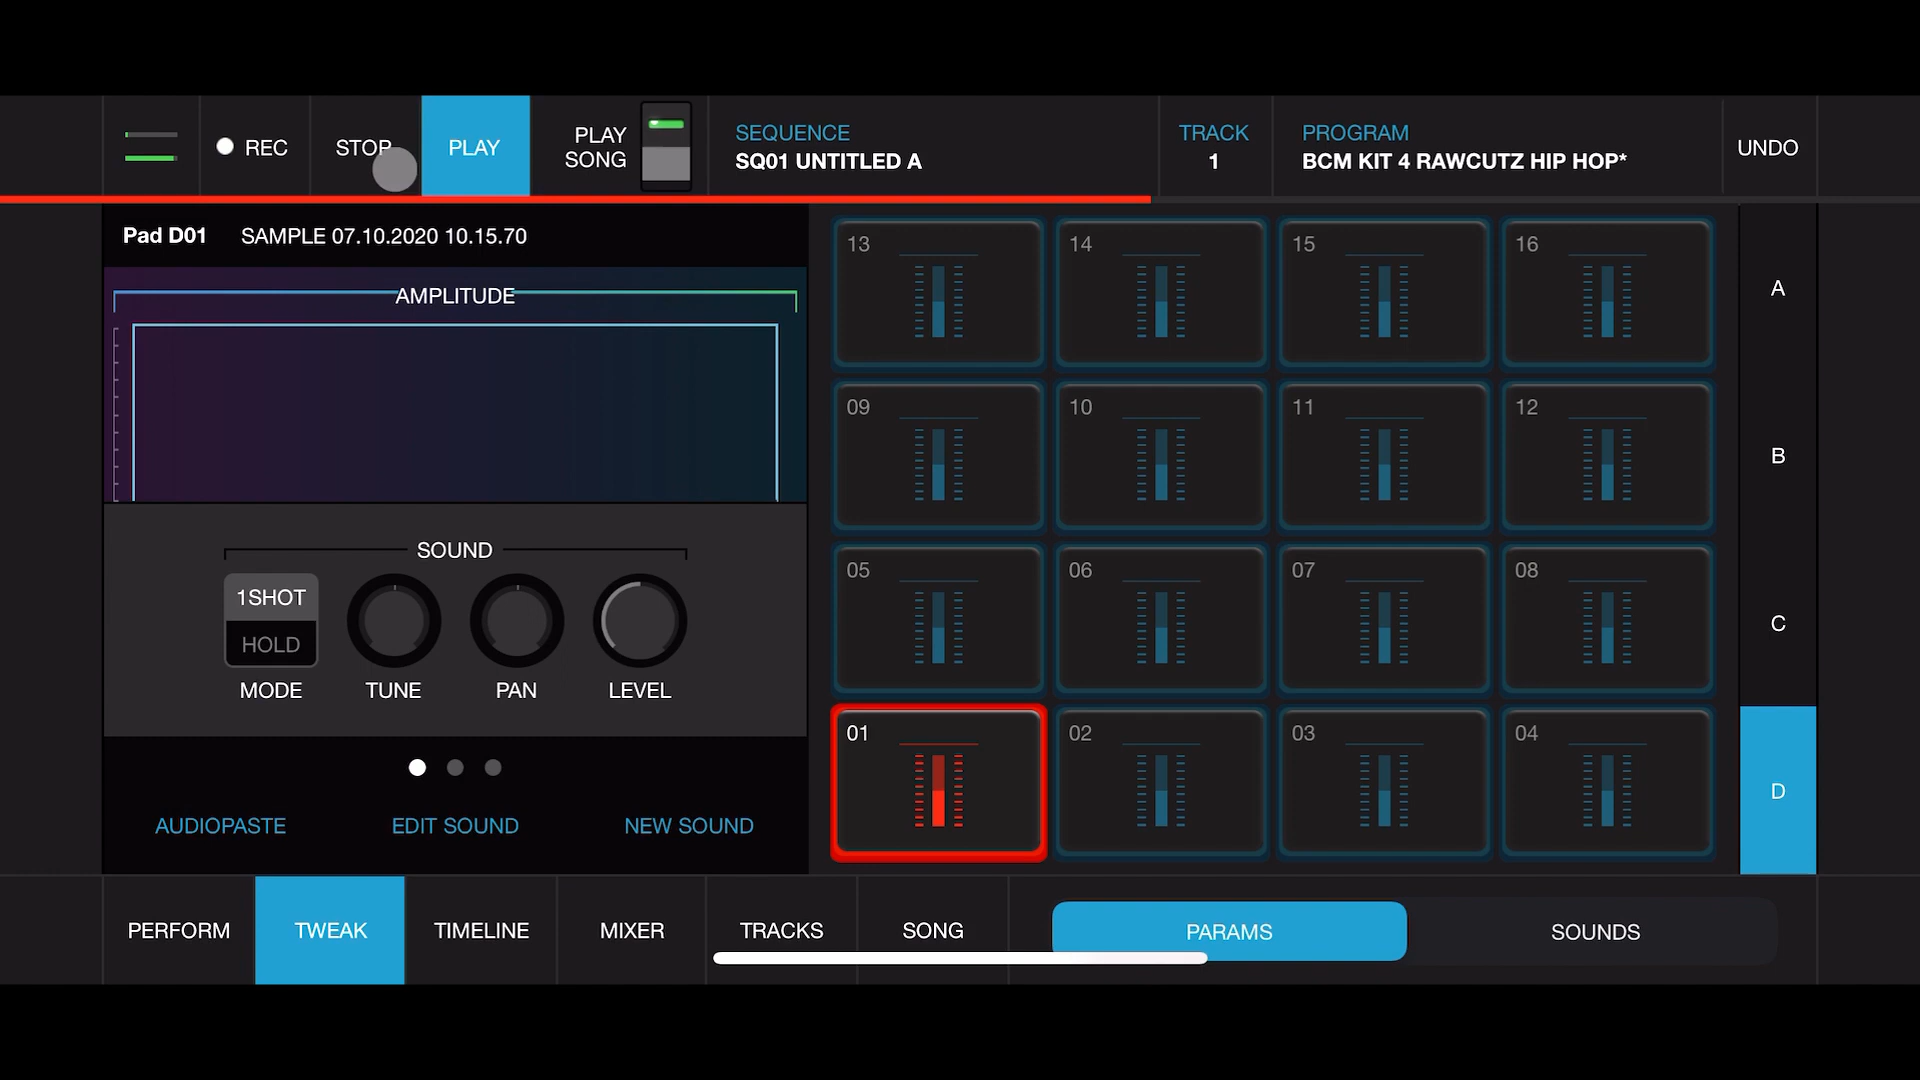 REC
STOP
PLAY
PLAY SONG
SEQUENCE
SQ01 UNTITLED A
TRACK
1
PROGRAM
BCM KIT 4 RAWCUTZ HIP HOP*
UNDO
Pad D01 SAMPLE 07.10.2020 10.15.70
AMPLITUDE
SOUND
1SHOT
HOLD
MODE TUNE PAN LEVEL
AUDIOPASTE EDIT SOUND NEW SOUND
13 14 15 16
09 10 11 12
05 06 07 08
01 02 03 04
A
B
C
D
PERFORM TWEAK TIMELINE MIXER TRACKS SONG PARAMS SOUNDS